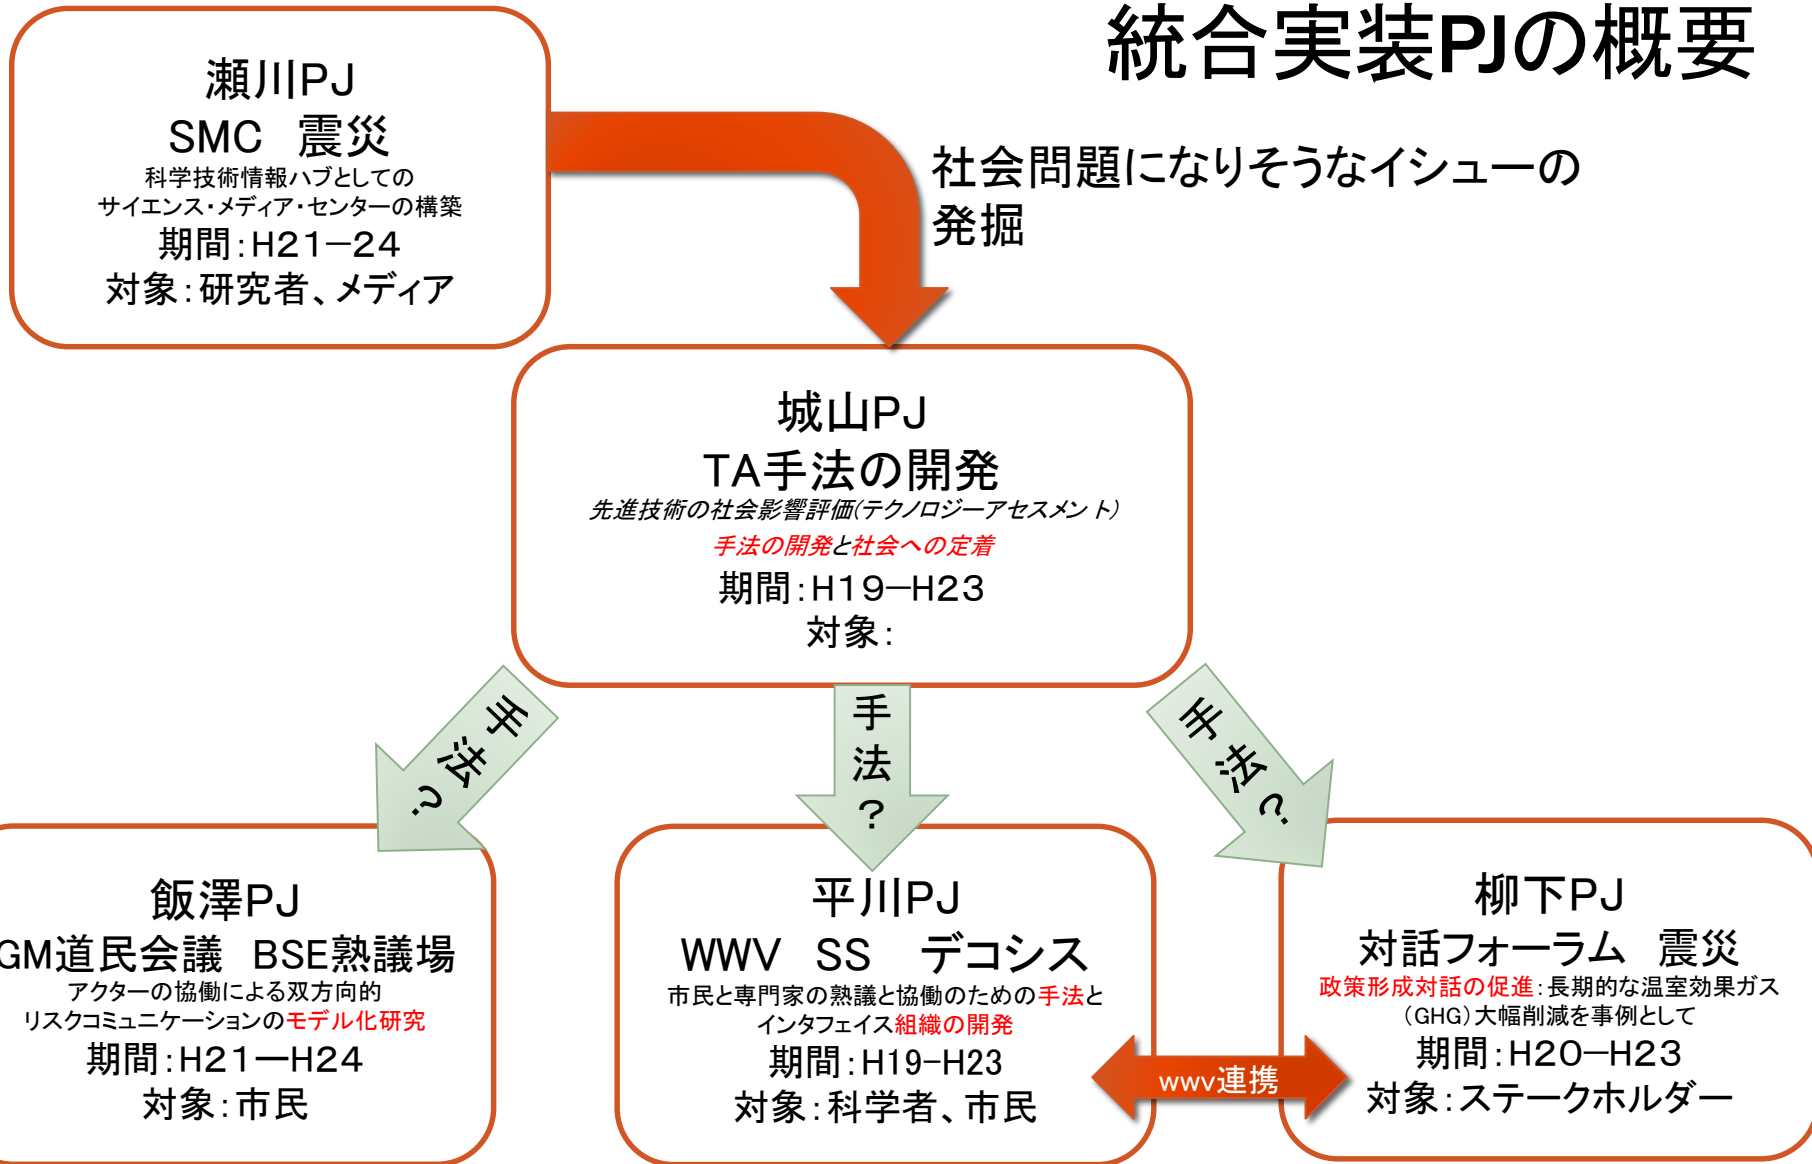 統合実装PJの概要
瀬川PJ
SMC　震災
科学技術情報ハブとしての
サイエンス・メディア・センターの構築
期間：H21－24
対象：研究者、メディア
社会問題になりそうなイシューの
発掘
城山PJ
TA手法の開発
先進技術の社会影響評価(テクノロジーアセスメント)
手法の開発と社会への定着
期間：H19－H23
対象：
手法？
手法？
手法？
飯澤PJ
GM道民会議　BSE熟議場
アクターの協働による双方向的
リスクコミュニケーションのモデル化研究
期間：H21ーH24
対象：市民
平川PJ
WWV　SS　デコシス
市民と専門家の熟議と協働のための手法と
インタフェイス組織の開発
期間：H19-H23
対象：科学者、市民
wwv連携
柳下PJ
対話フォーラム　震災
政策形成対話の促進：長期的な温室効果ガス
（GHG）大幅削減を事例として
期間：H20－H23
対象：ステークホルダー